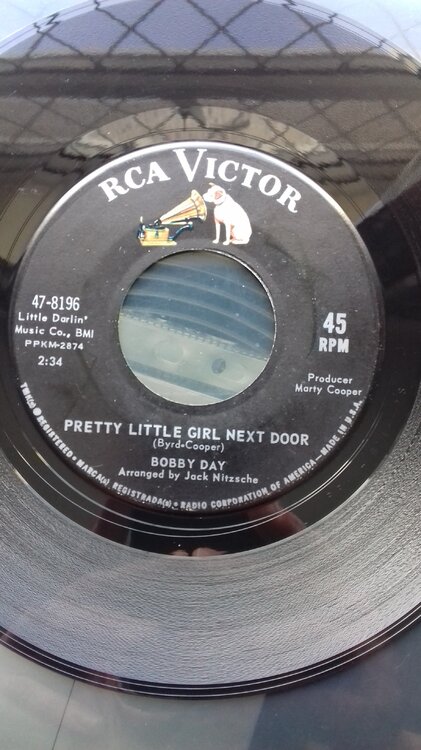 RCA VICTOR
47-8196
Little Darlin'
Music Co., BMI
PPKM-2874
2:34
45
RPM
Producer
Marty Cooper
PRETTY LITTLE GIRL NEXT DOOR
(Byrd-Cooper)
BOBBY DAY
Arranged by Jack Nitzsche
TMK(s) ® REGISTERED • MARCA(s) REGISTRADA(s) • RADIO CORPORATION OF AMERICA—MADE IN U.S.A.